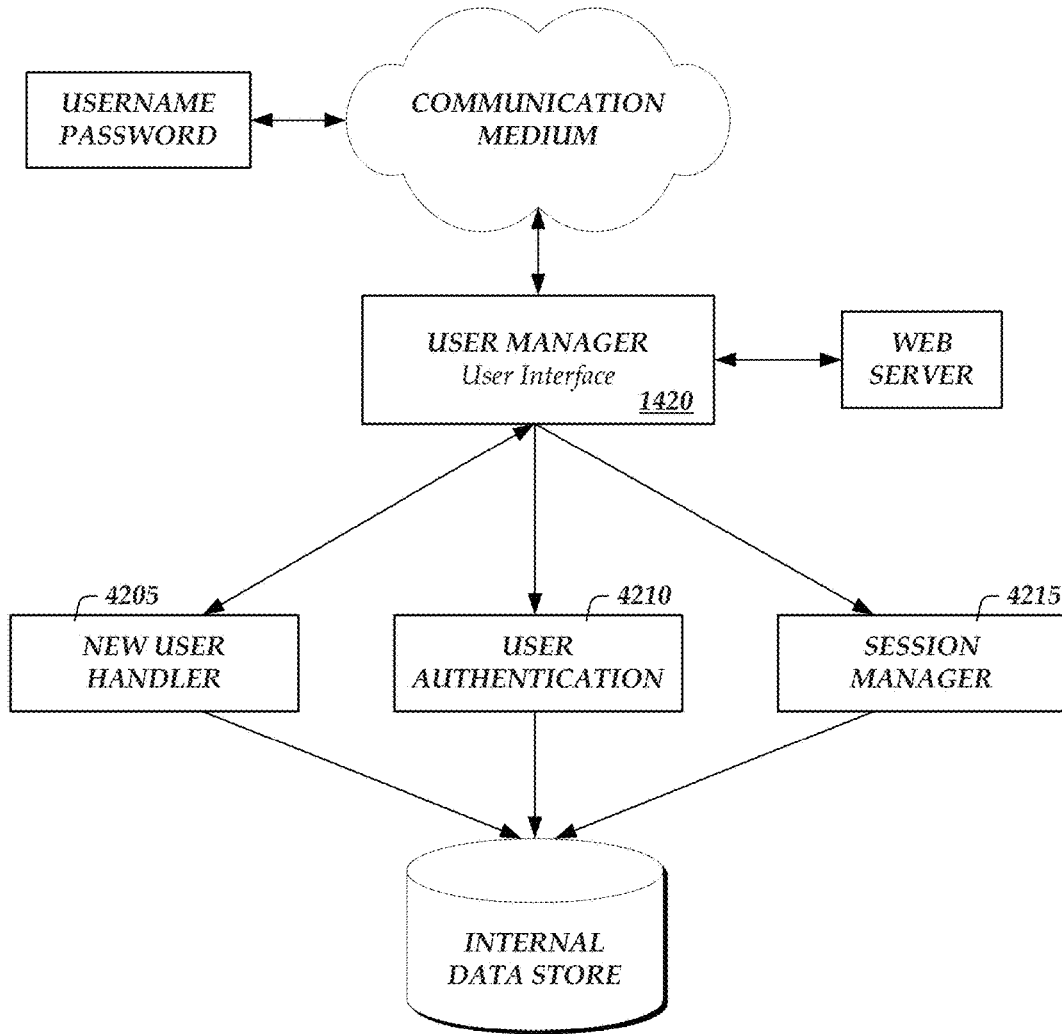 USERNAME
PASSWORD
COMMUNICATION
MEDIUM
USER MANAGER
User Interface
1420
WEB
SERVER
4205
NEW USER
HANDLER
4210
USER
AUTHENTICATION
4215
SESSION
MANAGER
INTERNAL
DATA STORE